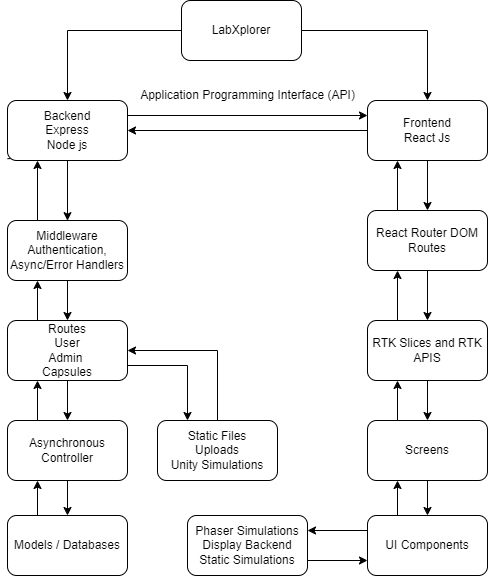 LabXplorer
Application Programming Interface (API)
Backend
Express
Node js
Frontend
React Js
Middleware
Authentication,
Async/Error Handlers
React Router DOM
Routes
Routes
User
Admin
Capsules
RTK Slices and RTK
APIS
Asynchronous
Controller
Static Files
Uploads
Unity Simulations
Screens
Models / Databases
Phaser Simulations
Display Backend
Static Simulations
UI Components